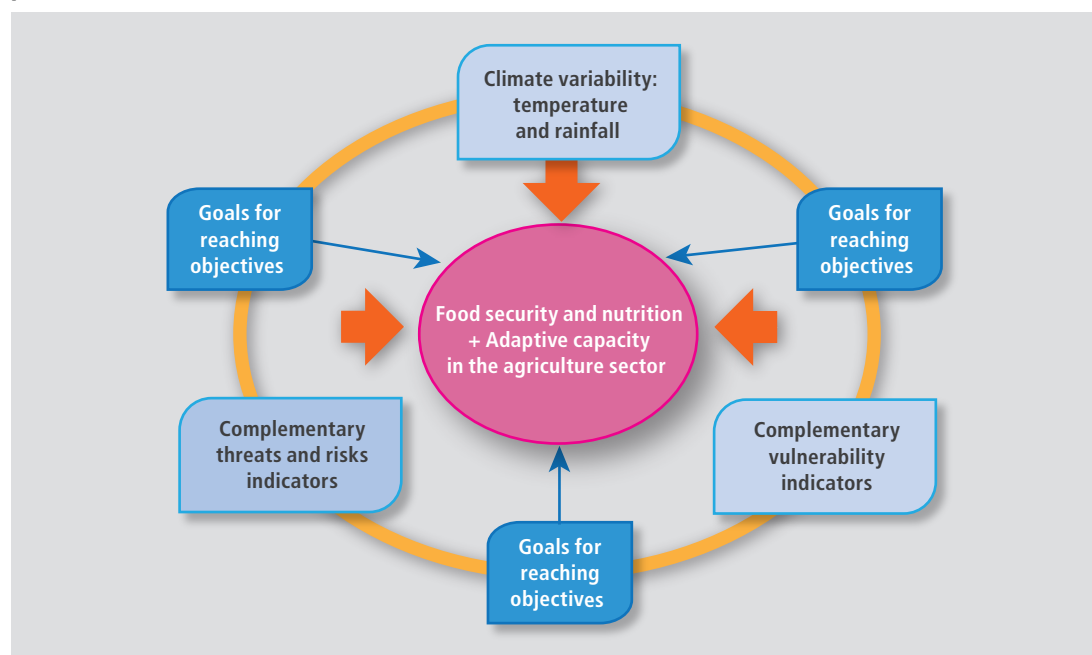 Climate variability:
temperature
and rainfall
Goals for
reaching
objectives
Goals for
reaching
objectives
Food security and nutrition
+ Adaptive capacity
in the agriculture sector
Complementary
threats and risks
indicators
Complementary
vulnerability
indicators
Goals for
reaching
objectives